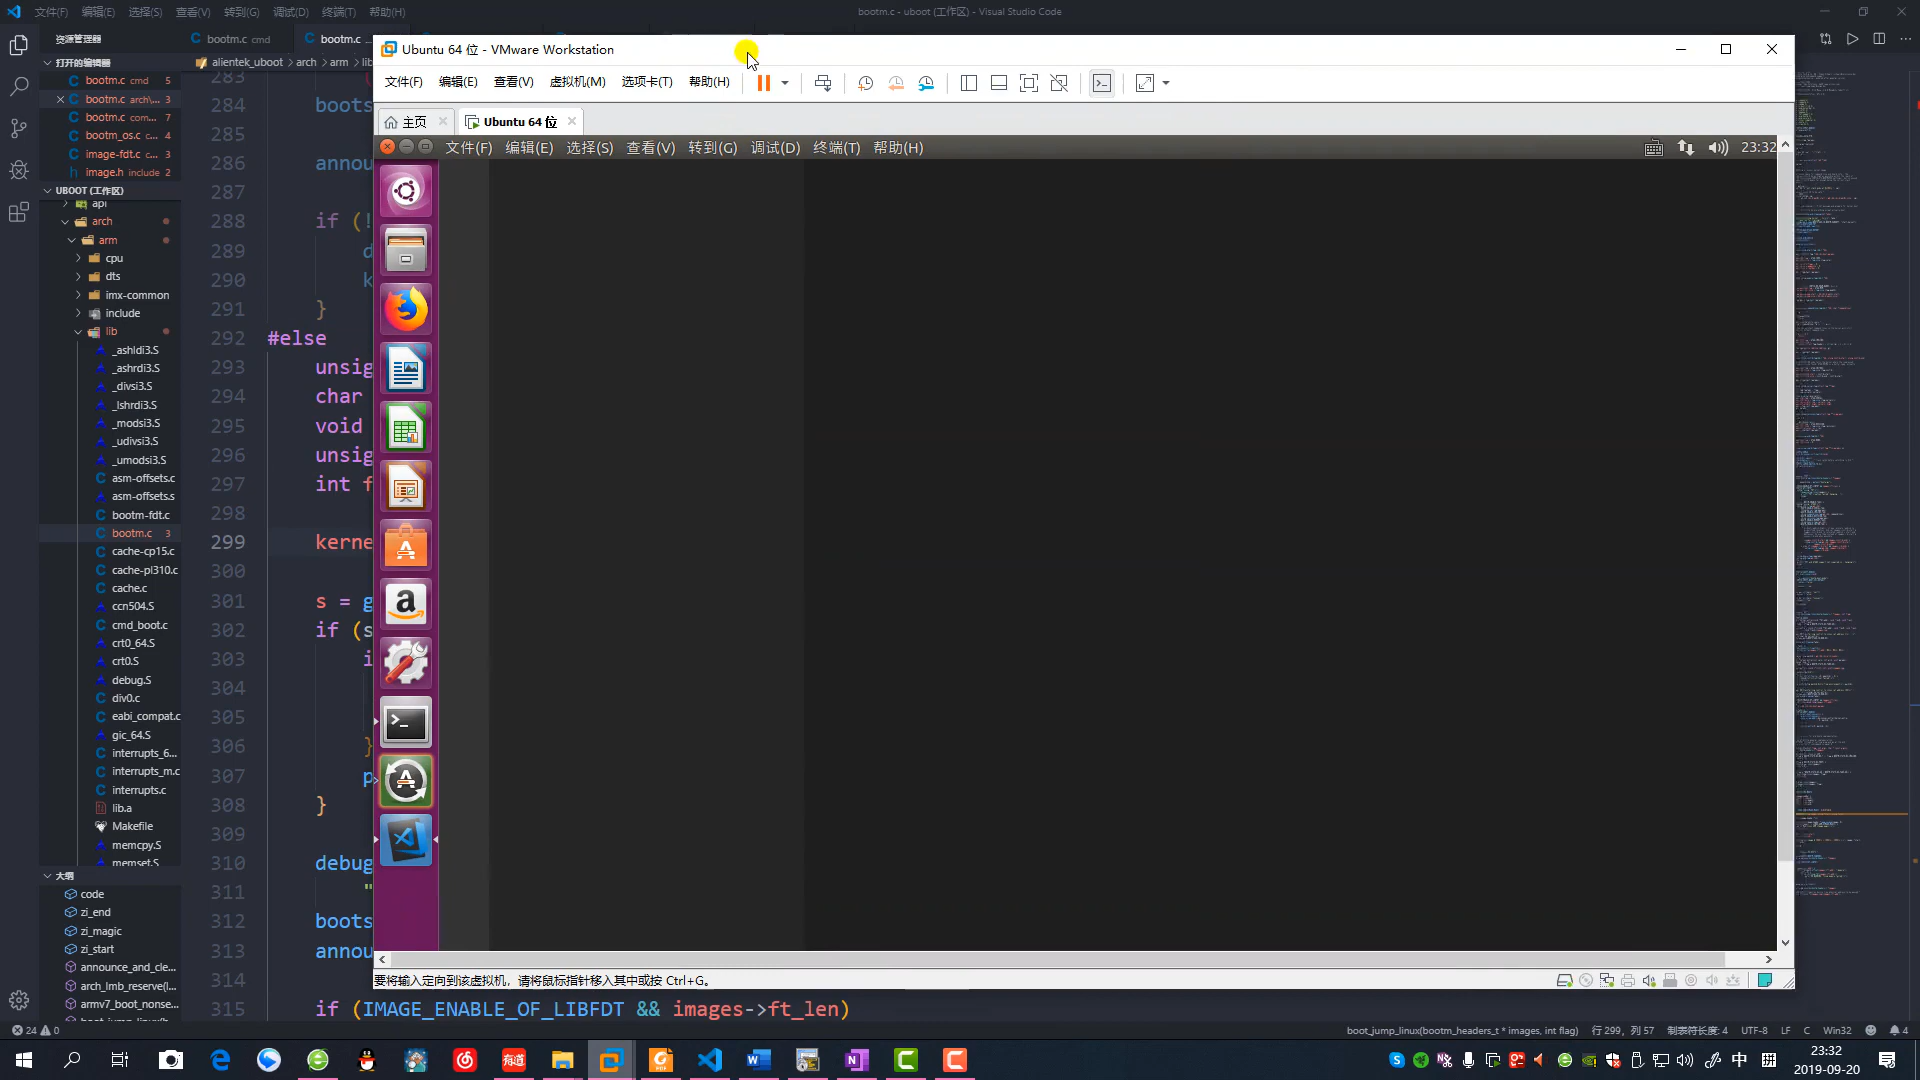 文件(F) 编辑(E) 选择(S) 查看(V) 转到(G) 调试(D) 终端(T) 帮助(H)
bootm.c - uboot (工作区) - Visual Studio Code
资源管理器
bootm.c cmd
bootm.c
打开的编辑器
alientek_uboot › arch › arm › lib
bootm.c cmd 5
bootm.c arch\... 3
bootm.c com... 7
bootm_os.c c... 4
image-fdt.c c... 3
image.h include 2
UBOOT (工作区)
api
arch
arm
cpu
dts
imx-common
include
lib
_ashldi3.S
_ashrdi3.S
_divsi3.S
_lshrdi3.S
_modsi3.S
_udivsi3.S
_umodsi3.S
asm-offsets.c
asm-offsets.s
bootm-fdt.c
bootm.c 3
cache-cp15.c
cache-pl310.c
cache.c
ccn504.S
cmd_boot.c
crt0_64.S
crt0.S
debug.S
div0.c
eabi_compat.c
gic_64.S
interrupts_6...
interrupts_m.c
interrupts.c
lib.a
Makefile
memcpy.S
memset.S
大纲
code
zi_end
zi_magic
zi_start
announce_and_cle...
arch_lmb_reserve(l...
armv7_boot_nonse...
283
284 boots
285
286 annou
287
288 if (!
289 d
290 k
291 }
292 #else
293 unsig
294 char
295 void
296 unsig
297 int f
298
299 kerne
300
301 s = g
302 if (s
303 i
304
305
306 }
307 p
308 }
309
310 debug
311 "
312 boots
313 annou
314
315 if (IMAGE_ENABLE_OF_LIBFDT && images->ft_len)
Ubuntu 64 位 - VMware Workstation
文件(F) 编辑(E) 查看(V) 虚拟机(M) 选项卡(T) 帮助(H)
主页
Ubuntu 64 位
文件(F) 编辑(E) 选择(S) 查看(V) 转到(G) 调试(D) 终端(T) 帮助(H)
23:32
要将输入定向到该虚拟机，请将鼠标指针移入其中或按 Ctrl+G。
24 0
boot_jump_linux(bootm_headers_t * images, int flag) 行 299, 列 57 制表符长度: 4 UTF-8 LF C Win32 4
有道
中
拼
23:32
2019-09-20